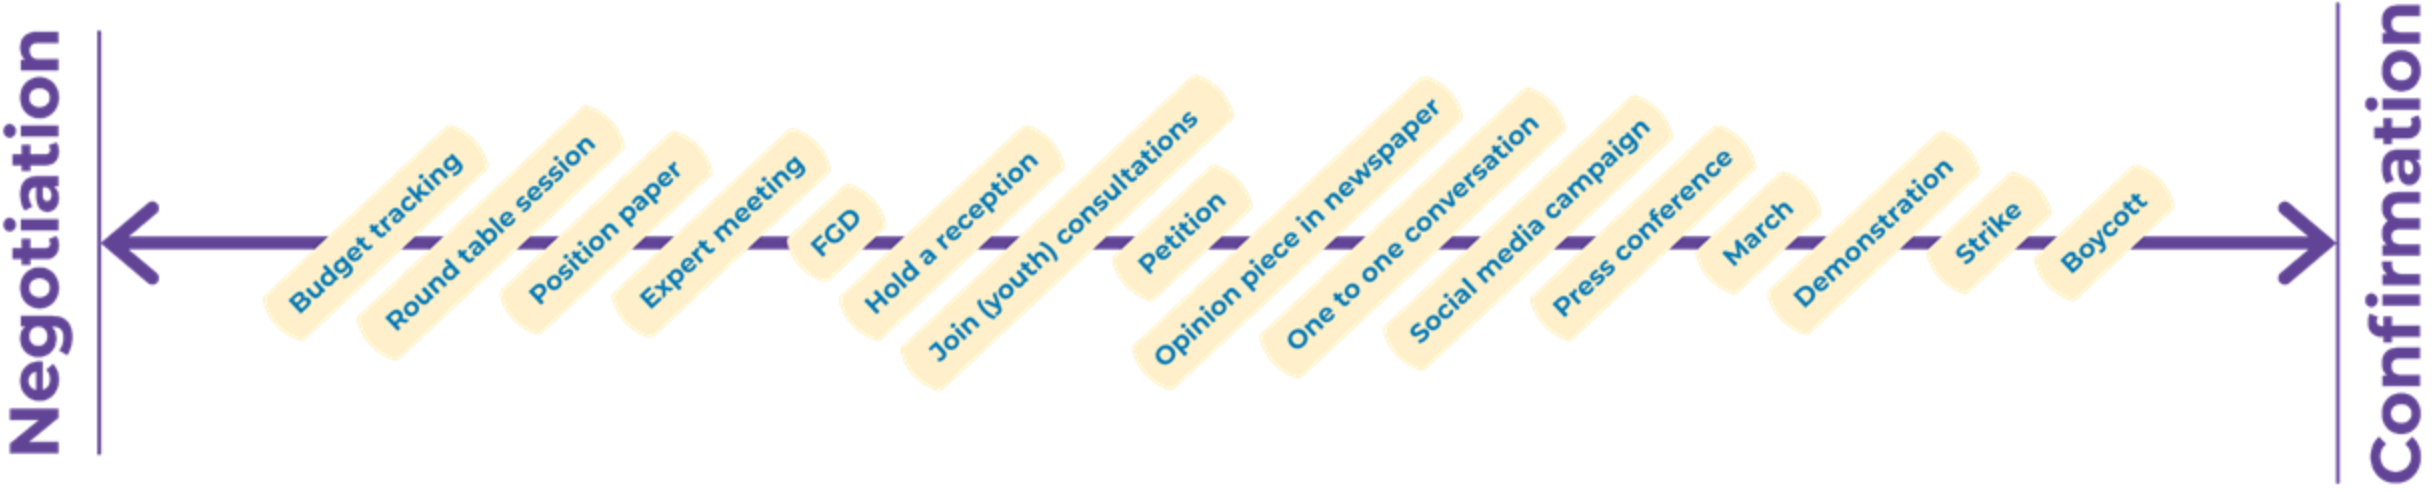 Negotiation
Budget tracking
Round table session
Position paper
Expert meeting
FGD
Hold a reception
Join (youth) consultations
Petition
Opinion piece in newspaper
One to one conversation
Social media campaign
Press conference
March
Demonstration
Strike
Boycott
Confirmation